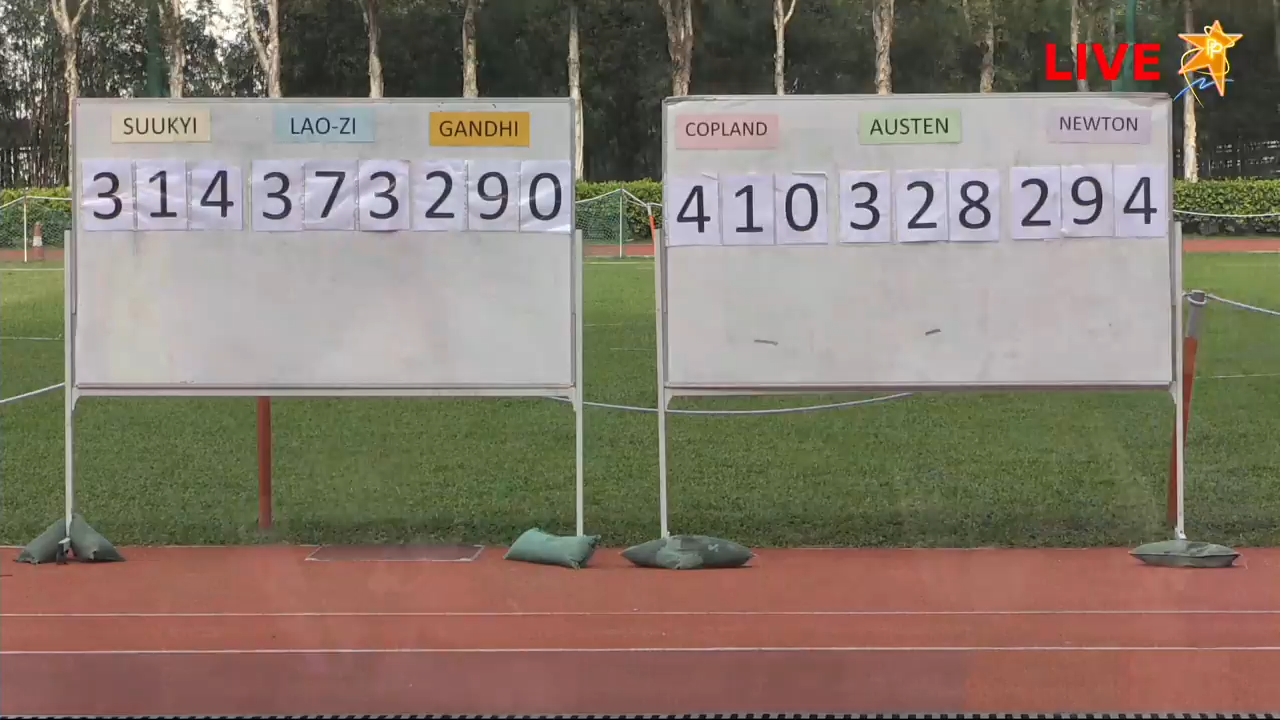 LIVE
SUUKYI LAO-ZI GANDHI
314 373 290
COPLAND AUSTEN NEWTON
410 328 294